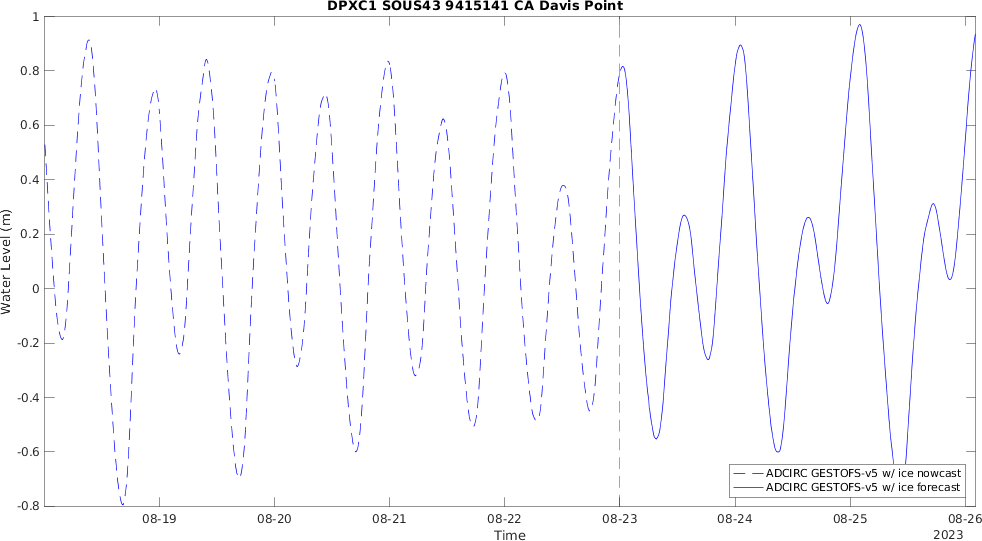 DPXC1 SOUS43 9415141 CA Davis Point
1
0.8
0.6
0.4
0.2
0
-0.2
-0.4
-0.6
-0.8
Water Level (m)
ADCIRC GESTOFS-v5 w/ ice nowcast
ADCIRC GESTOFS-v5 w/ ice forecast
08-19 08-20 08-21 08-22 08-23 08-24 08-25 08-26
Time
2023